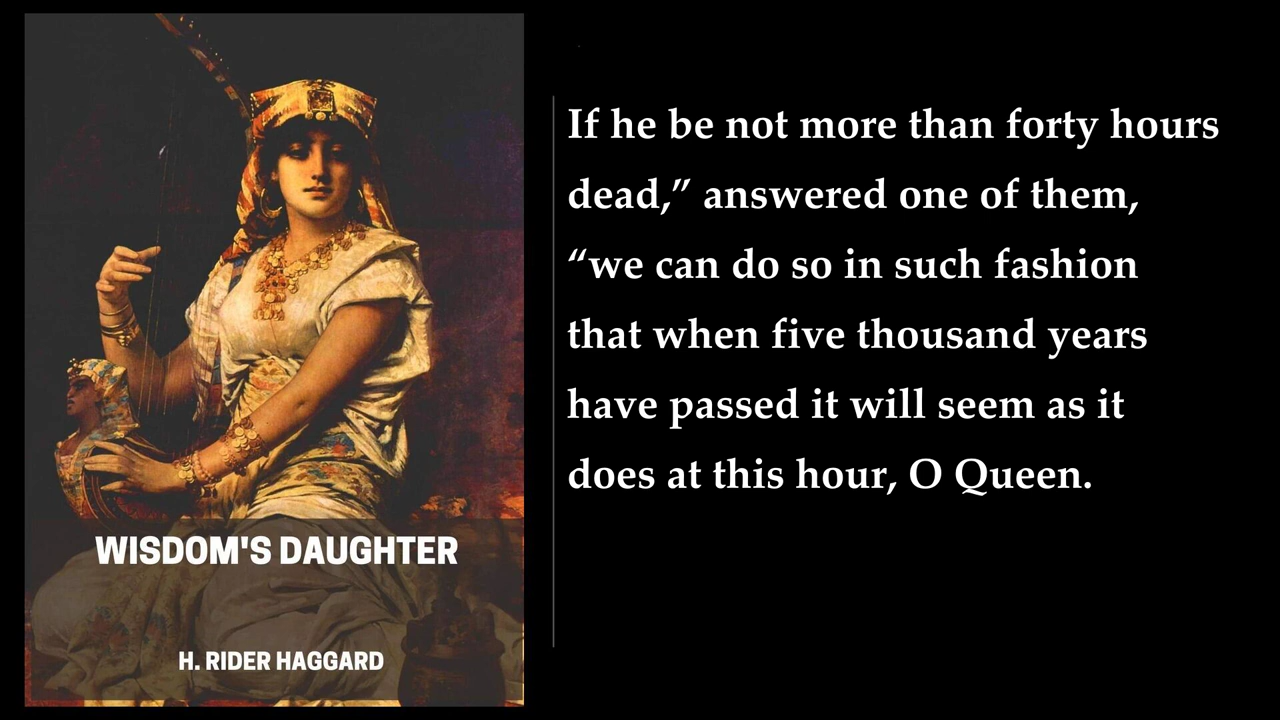 WISDOM'S DAUGHTER
H. RIDER HAGGARD
If he be not more than forty hours
dead,” answered one of them,
“we can do so in such fashion
that when five thousand years
have passed it will seem as it
does at this hour, O Queen.